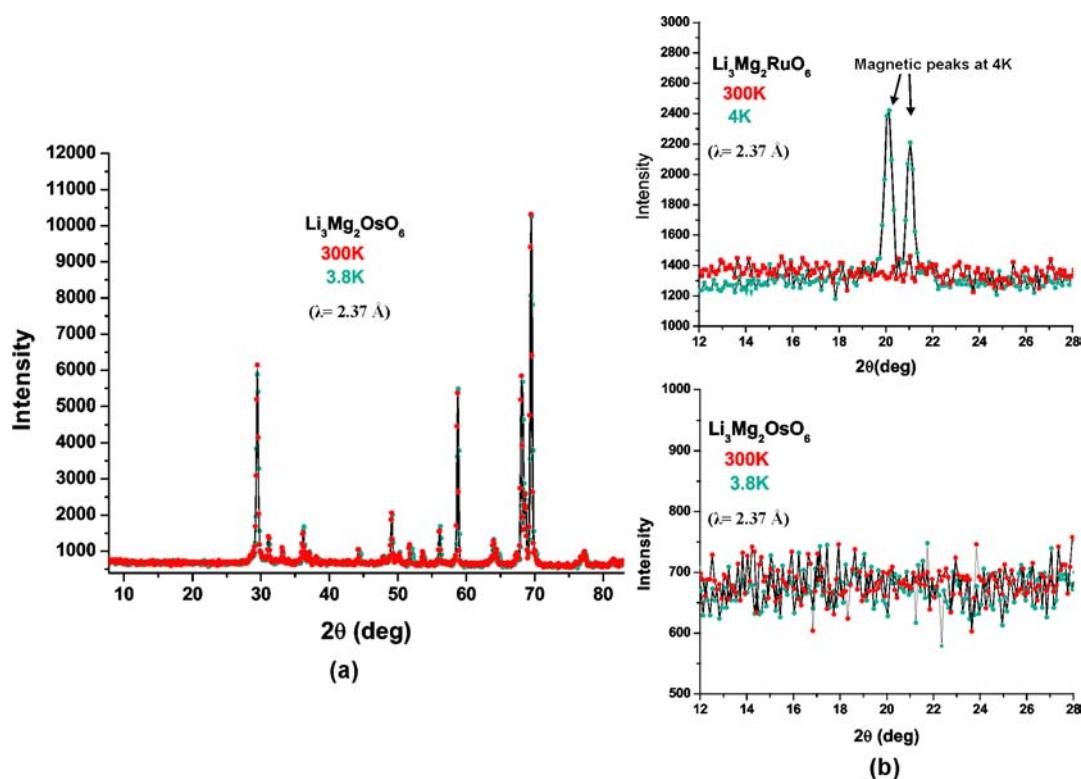 12000
11000
10000
9000
8000
7000
6000
5000
4000
3000
2000
1000
Intensity
Li₃Mg₂OsO₆
300K
3.8K
(λ= 2.37 Å)
10 20 30 40 50 60 70 80
2θ (deg)
(a)
3000
2800
2600
2400
2200
2000
1800
1600
1400
1200
1000
Intensity
Li₃Mg₂RuO₆
Magnetic peaks at 4K
300K
4K
(λ= 2.37 Å)
12 14 16 18 20 22 24 26 28
2θ(deg)
1000
900
800
700
600
500
Intensity
Li₃Mg₂OsO₆
300K
3.8K
(λ= 2.37 Å)
12 14 16 18 20 22 24 26 28
2θ (deg)
(b)